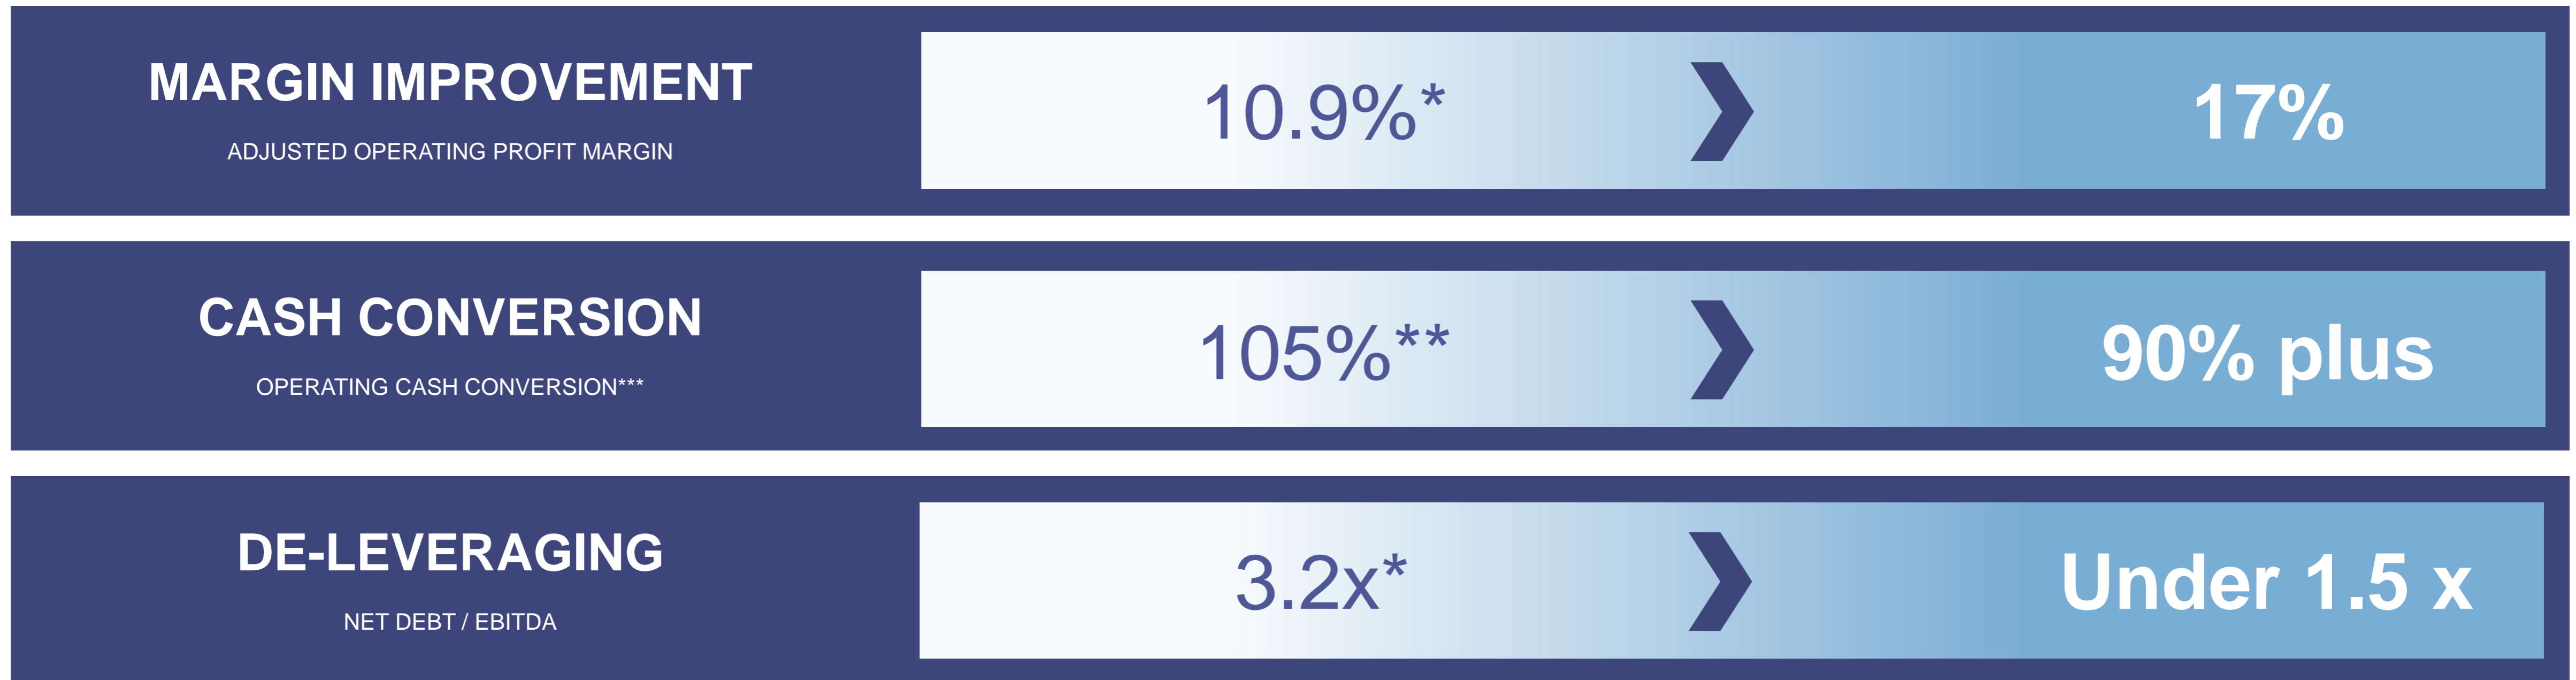 MARGIN IMPROVEMENT
ADJUSTED OPERATING PROFIT MARGIN
10.9%*
17%
CASH CONVERSION
OPERATING CASH CONVERSION***
105%**
90% plus
DE-LEVERAGING
NET DEBT / EBITDA
3.2x*
Under 1.5 x